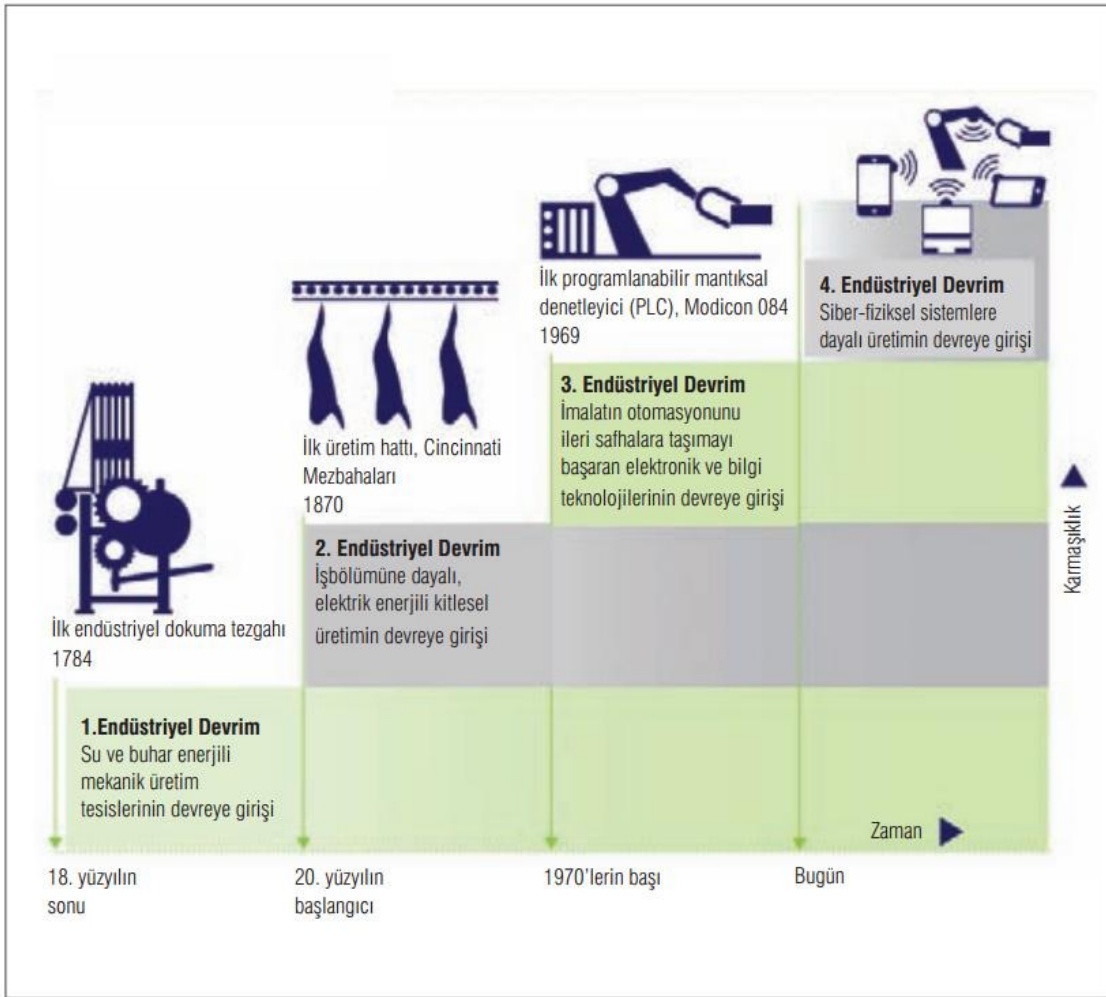 İlk endüstriyel dokuma tezgahı
1784
1.Endüstriyel Devrim
Su ve buhar enerjili
mekanik üretim
tesislerinin devreye girişi
18. yüzyılın
sonu
İlk üretim hattı, Cincinnati
Mezbahaları
1870
2. Endüstriyel Devrim
İşbölümüne dayalı,
elektrik enerjili kitlesel
üretimin devreye girişi
20. yüzyılın
başlangıcı
İlk programlanabilir mantıksal
denetleyici (PLC), Modicon 084
1969
3. Endüstriyel Devrim
İmalatın otomasyonunu
ileri safhalara taşımayı
başaran elektronik ve bilgi
teknolojilerinin devreye girişi
1970’lerin başı
4. Endüstriyel Devrim
Siber-fiziksel sistemlere
dayalı üretimin devreye girişi
Bugün
Zaman
Karmaşıklık